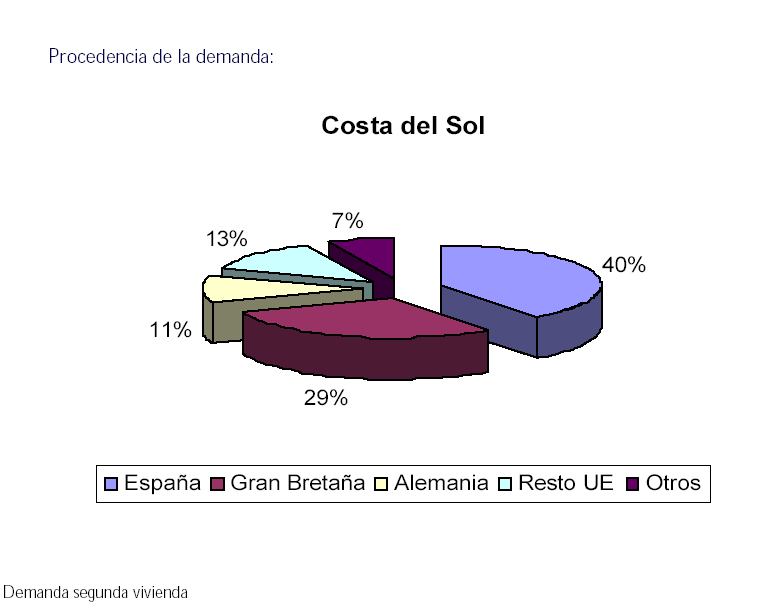 Procedencia de la demanda:
Costa del Sol
7%
13%
40%
11%
29%
España Gran Bretaña Alemania Resto UE Otros
Demanda segunda vivienda